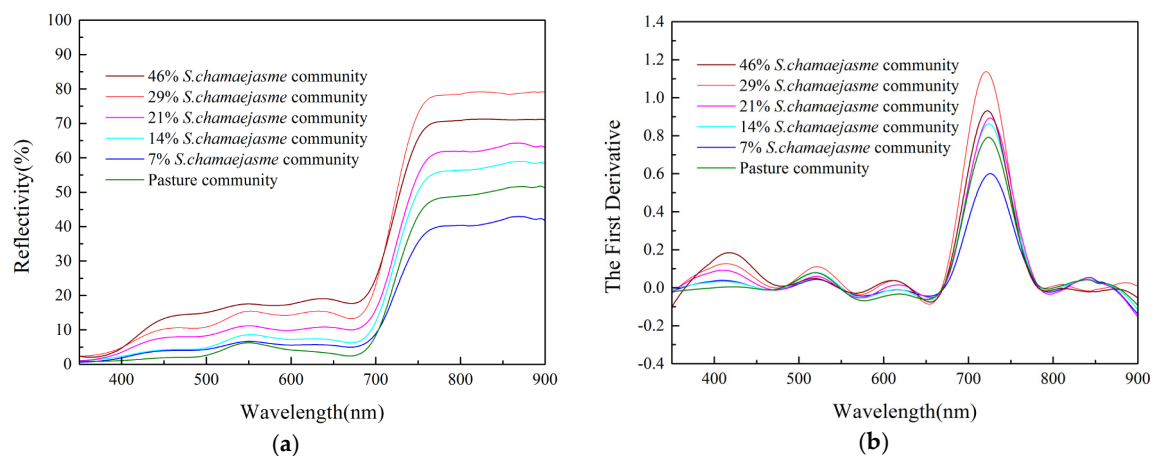 100
90
80
70
60
50
40
30
20
10
0
Reflectivity(%)
46% S.chamaejasme community
29% S.chamaejasme community
21% S.chamaejasme community
14% S.chamaejasme community
7% S.chamaejasme community
Pasture community
400 500 600 700 800 900
Wavelength(nm)
(a)
1.4
1.2
1.0
0.8
0.6
0.4
0.2
0.0
-0.2
-0.4
The First Derivative
46% S.chamaejasme community
29% S.chamaejasme community
21% S.chamaejasme community
14% S.chamaejasme community
7% S.chamaejasme community
Pasture community
400 500 600 700 800 900
Wavelength(nm)
(b)